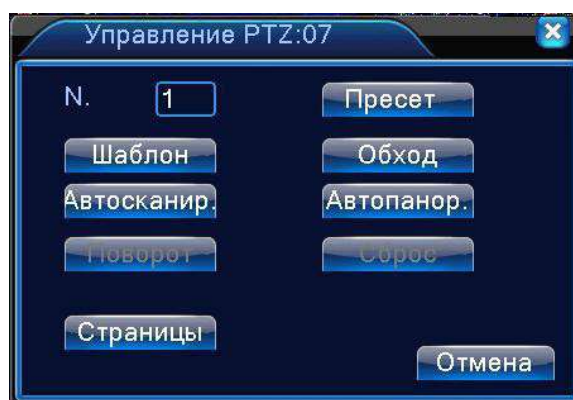 Управление PTZ:07
N. 1 Пресет
Шаблон Обход
Автосканир. Автопанор.
Поворот Сброс
Страницы
Отмена